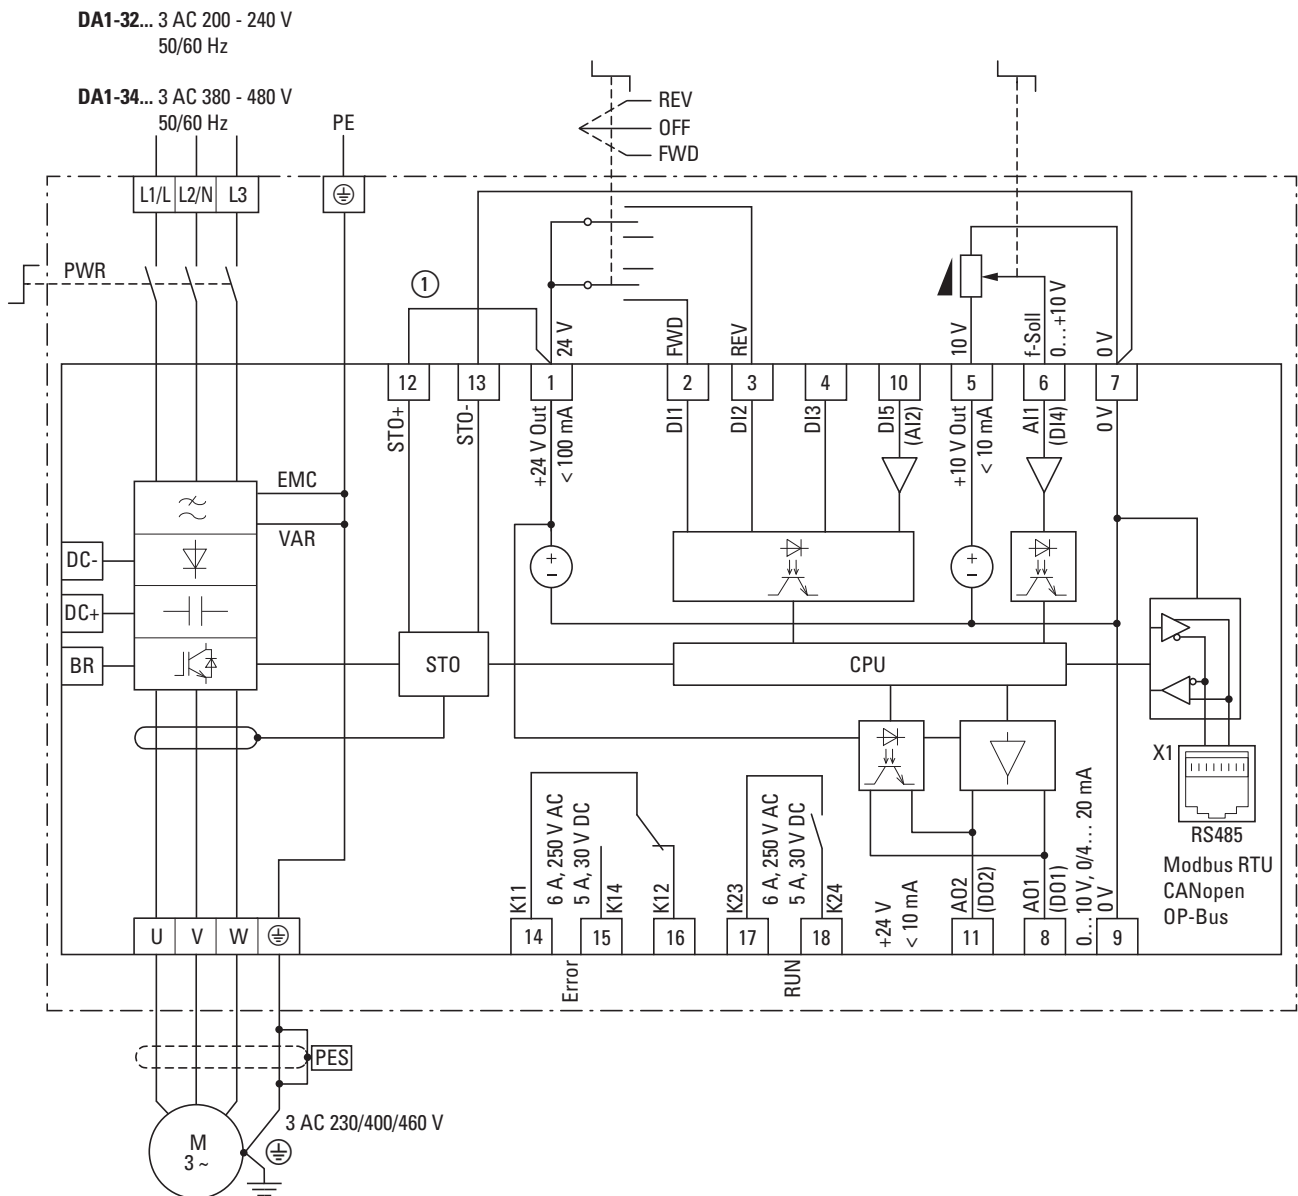 DA1-32... 3 AC 200 - 240 V
50/60 Hz
DA1-34... 3 AC 380 - 480 V
50/60 Hz
PE
REV
OFF
FWD
L1/L
L2/N
L3
PWR
1
24 V
FWD
REV
10 V
f-Soll
0...+10 V
0 V
12
13
1
2
3
4
10
5
6
7
STO+
STO-
+24 V Out
< 100 mA
DI1
DI2
DI3
DI5
(AI2)
+10 V Out
< 10 mA
AI1
(DI4)
0 V
EMC
VAR
DC-
DC+
BR
+
-
+
-
STO
CPU
X1
RS485
Modbus RTU
CANopen
OP-Bus
K11
6 A, 250 V AC
5 A, 30 V DC
K14
K12
K23
6 A, 250 V AC
5 A, 30 V DC
K24
+24 V
< 10 mA
AO2
(DO2)
AO1
(DO1)
0...10 V, 0/4...20 mA
0 V
U
V
W
14
15
16
17
18
11
8
9
Error
RUN
PES
3 AC 230/400/460 V
M
3 ~